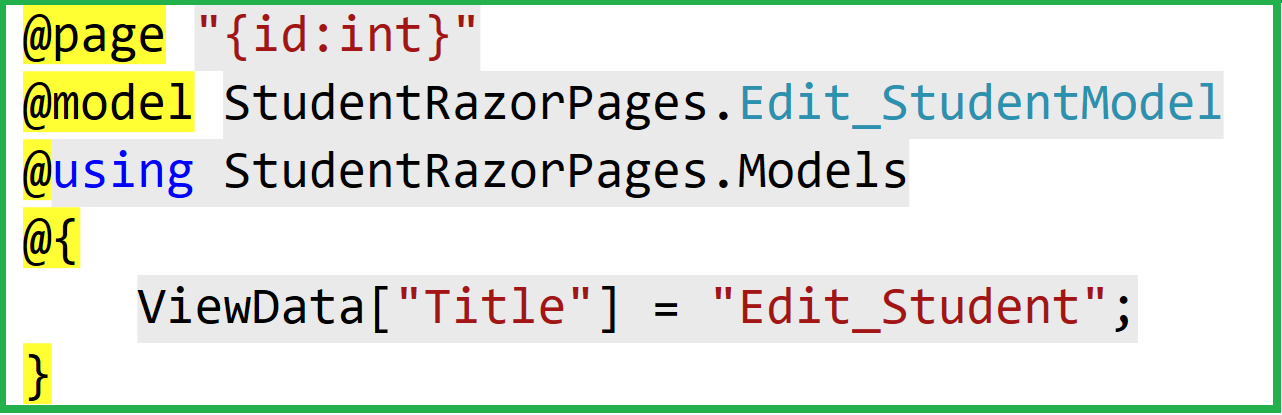 @page "{id:int}"
@model StudentRazorPages.Edit_StudentModel
@using StudentRazorPages.Models
@{
    ViewData["Title"] = "Edit_Student";
}